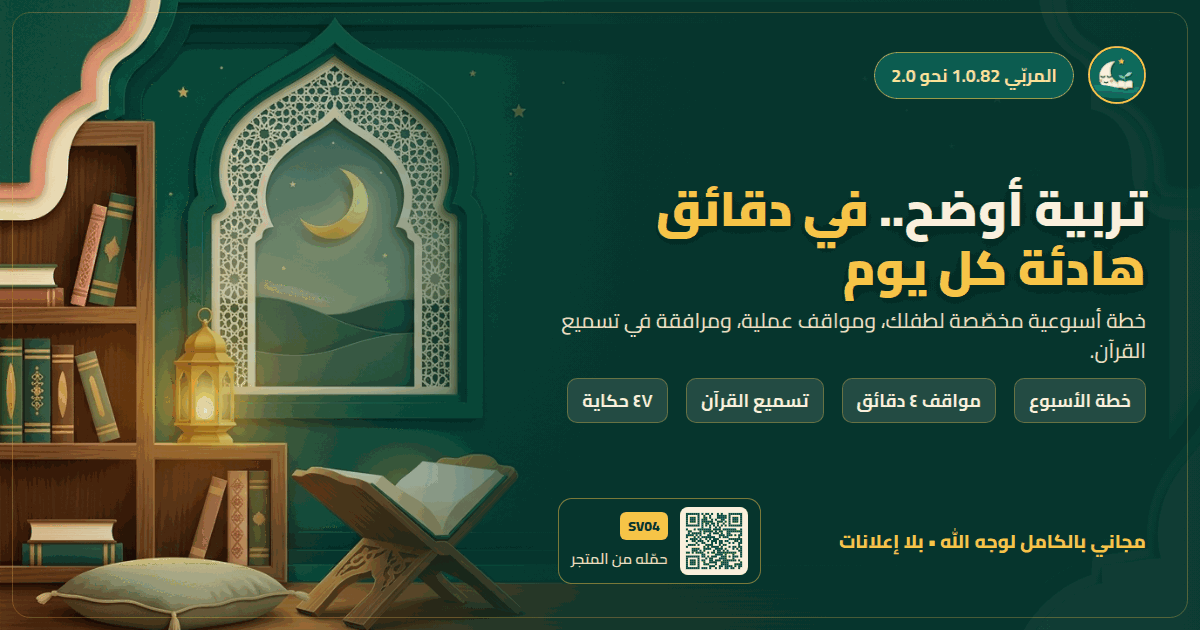 المربّي 1.0.82 نحو 2.0
تربية أوضح.. في دقائق
هادئة كل يوم
خطة أسبوعية مخصّصة لطفلك، ومواقف عملية، ومرافقة في تسميع
القرآن.
خطة الأسبوع
مواقف ٤ دقائق
تسميع القرآن
٤٧ حكاية
مجاني بالكامل لوجه الله • بلا إعلانات
SV04
حمّله من المتجر